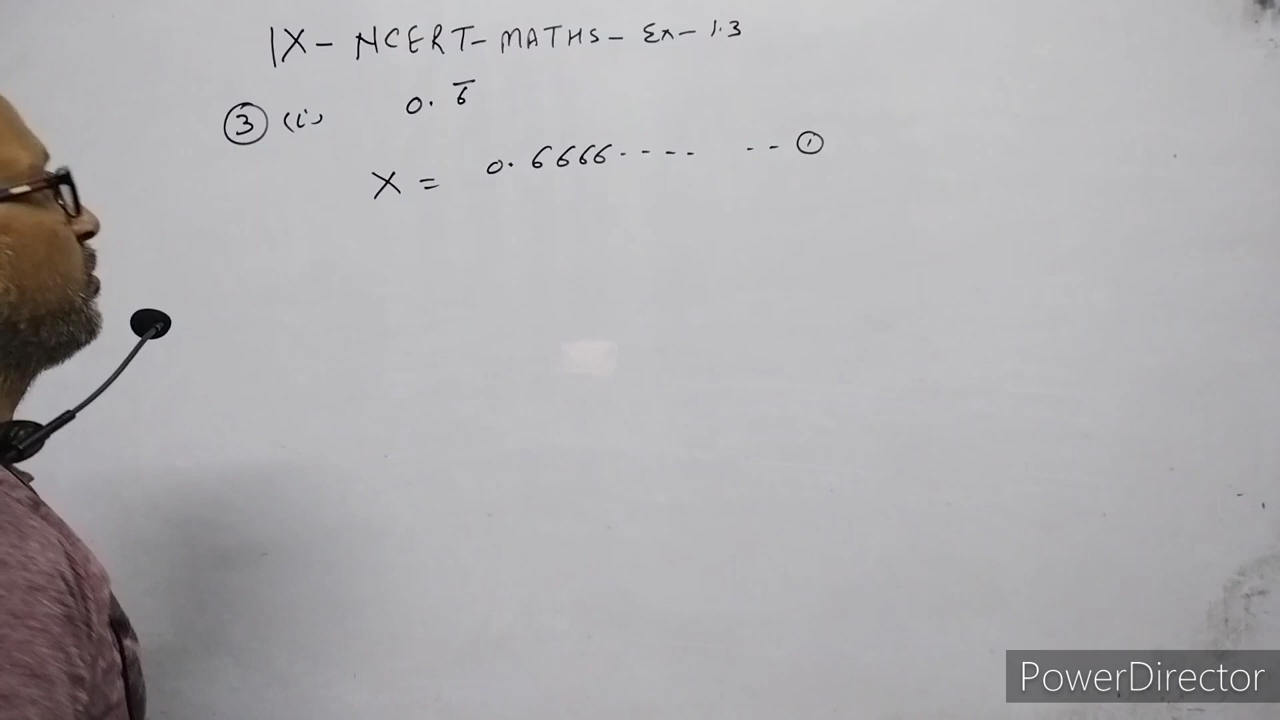 IX - NCERT - MATHS - Ex - 1.3
③ (i) 0.6̅
X = 0.6666---- -- ①
PowerDirector